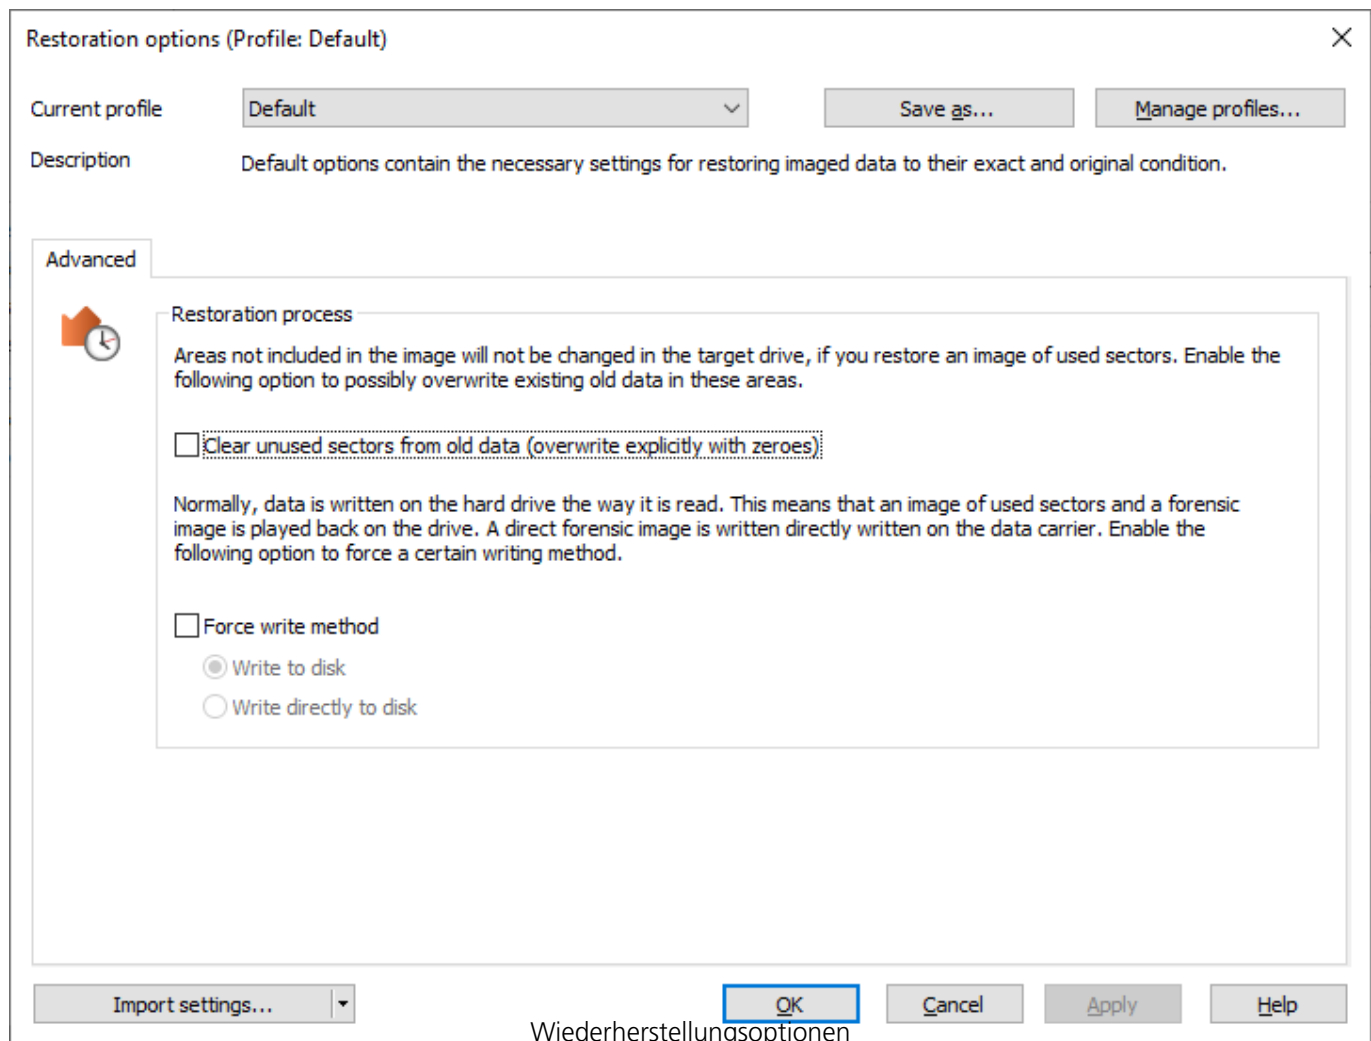 Restoration options (Profile: Default)
Current profile
Default
Save as...
Manage profiles...
Description
Default options contain the necessary settings for restoring imaged data to their exact and original condition.
Advanced
Restoration process
Areas not included in the image will not be changed in the target drive, if you restore an image of used sectors. Enable the
following option to possibly overwrite existing old data in these areas.
Clear unused sectors from old data (overwrite explicitly with zeroes)
Normally, data is written on the hard drive the way it is read. This means that an image of used sectors and a forensic
image is played back on the drive. A direct forensic image is written directly written on the data carrier. Enable the
following option to force a certain writing method.
Force write method
Write to disk
Write directly to disk
Import settings...
OK
Cancel
Apply
Help
Wiederherstellungsoptionen